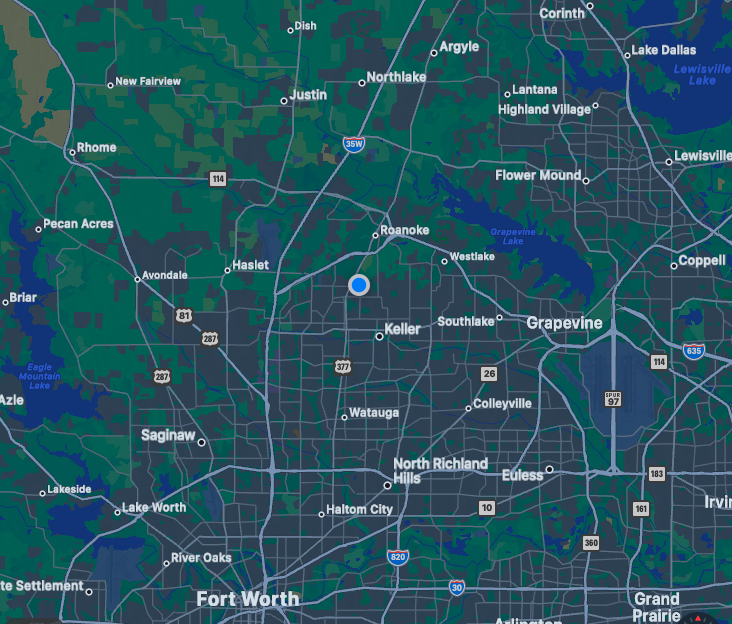 Corinth
Dish
Argyle
Lake Dallas
Lewisville
Lake
New Fairview
Northlake
Justin
Lantana
Highland Village
35W
Rhome
Lewisville
114
Flower Mound
Pecan Acres
Roanoke
Grapevine
Lake
Haslet
Westlake
Coppell
Avondale
Briar
81
Southlake
Grapevine
Keller
287
635
114
377
Eagle
Mountain
Lake
287
26
SPUR
97
Azle
Colleyville
Watauga
Saginaw
North Richland
Hills
Euless
183
Lakeside
Lake Worth
Haltom City
10
161
Irvin
360
River Oaks
820
te Settlement
30
Fort Worth
Grand
Prairie
Arlington